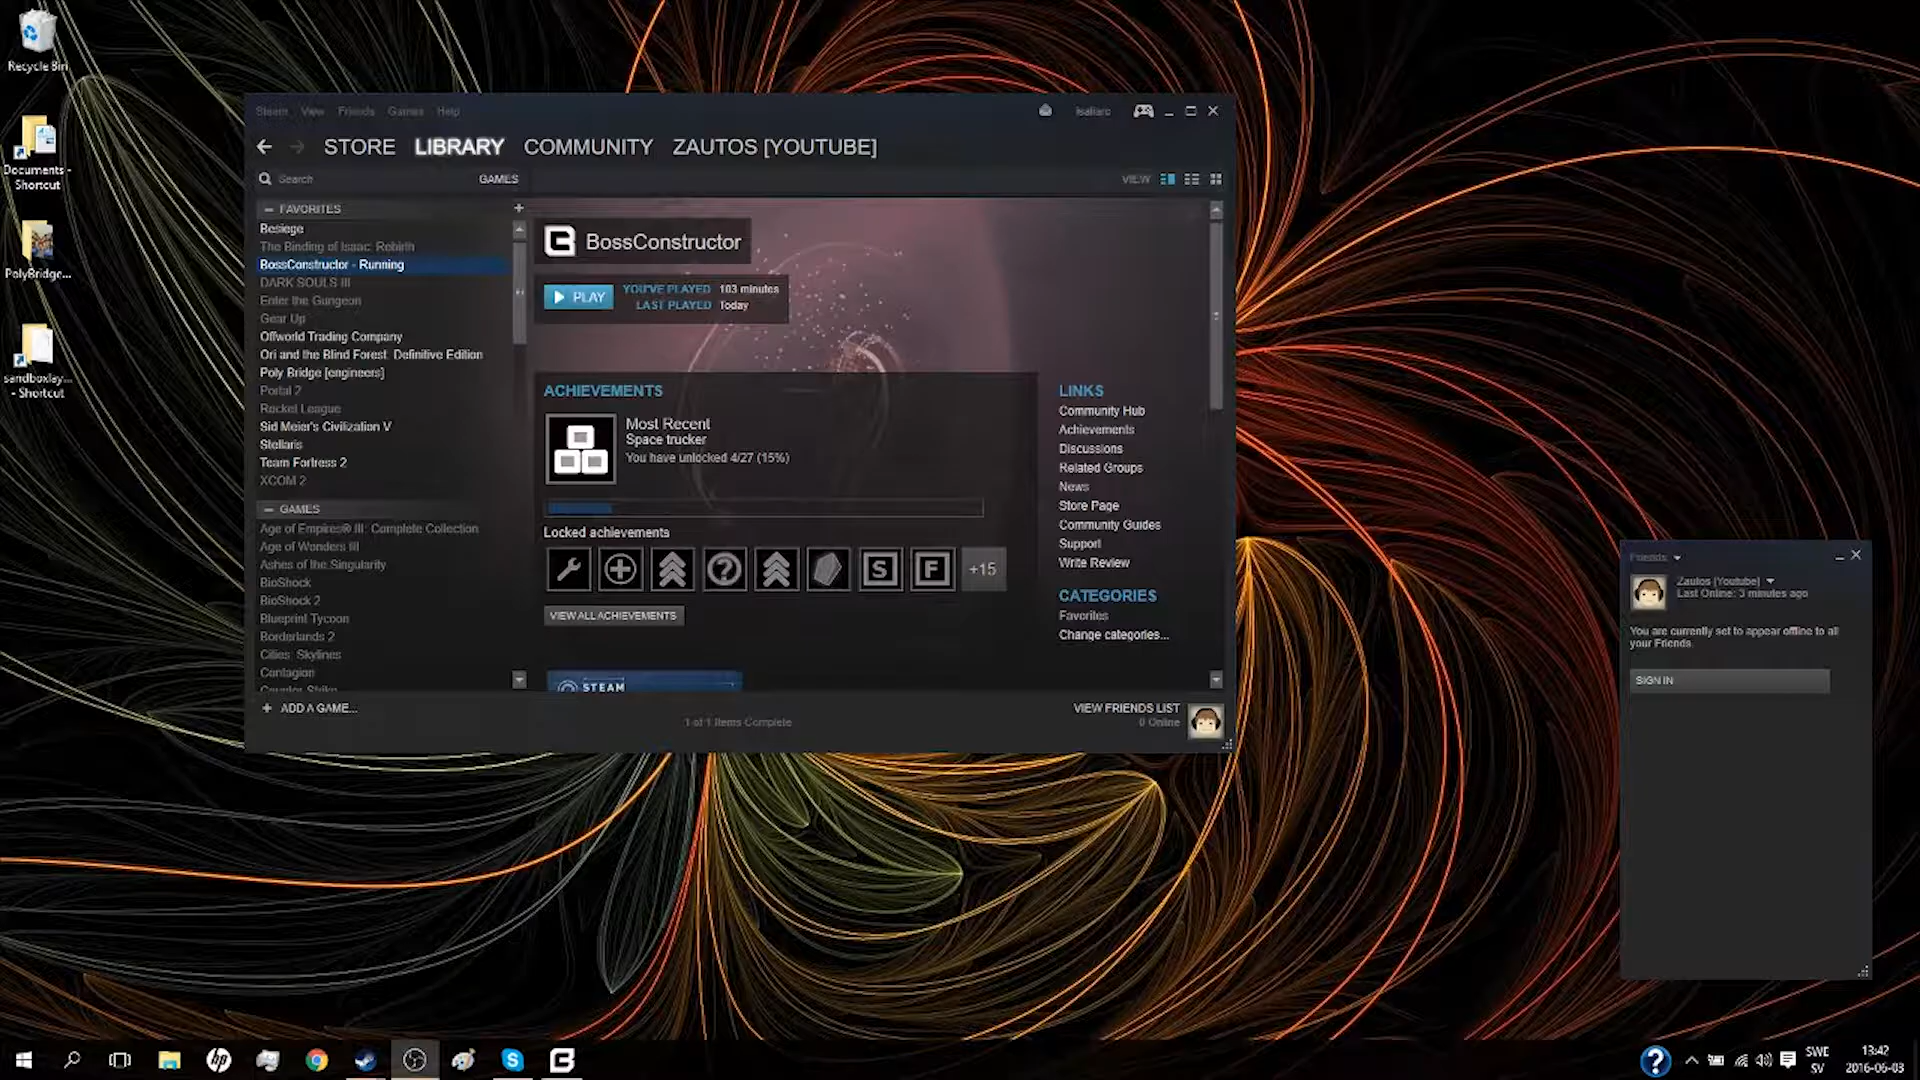 Recycle Bin
Documents -
Shortcut
PolyBridge...
sandboxlay...
- Shortcut
Steam View Friends Games Help
STORE LIBRARY COMMUNITY ZAUTOS [YOUTUBE]
Search GAMES
VIEW
FAVORITES
Besiege
The Binding of Isaac: Rebirth
BossConstructor - Running
DARK SOULS III
Enter the Gungeon
Gear Up
Offworld Trading Company
Ori and the Blind Forest: Definitive Edition
Poly Bridge [engineers]
Portal 2
Rocket League
Sid Meier's Civilization V
Stellaris
Team Fortress 2
XCOM 2
GAMES
Age of Empires® III: Complete Collection
Age of Wonders III
Ashes of the Singularity
BioShock
BioShock 2
Blueprint Tycoon
Borderlands 2
Cities: Skylines
Contagion
Counter-Strike
ADD A GAME...
BossConstructor
PLAY
YOU'VE PLAYED 103 minutes
LAST PLAYED Today
ACHIEVEMENTS
Most Recent
Space trucker
You have unlocked 4/27 (15%)
Locked achievements
S F +15
VIEW ALL ACHIEVEMENTS
STEAM
LINKS
Community Hub
Achievements
Discussions
Related Groups
News
Store Page
Community Guides
Support
Write Review
CATEGORIES
Favorites
Change categories...
1 of 1 Items Complete
VIEW FRIENDS LIST
0 Online
Friends
Zautos [Youtube]
Last Online: 3 minutes ago
You are currently set to appear offline to all
your Friends.
SIGN IN
SWE
SV
13:42
2016-06-03